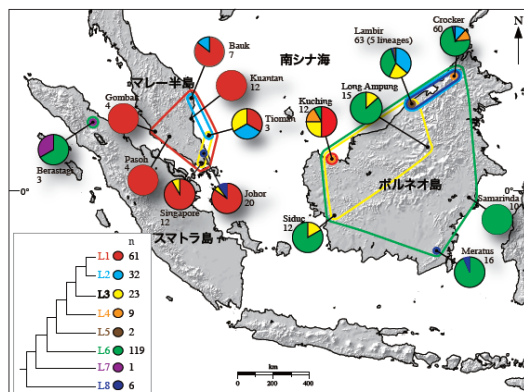 Crocker
60
N
Lambir
63 (5 lineages)
Bauk
7
南シナ海
マレー半島
Kuantan
12
Long Ampung
15
Gombak
4
Kuching
12
Tioman
3
Berastagi
3
Pasoh
4
0°
0°
ボルネオ島
Samarinda
10
Singapore
12
Johor
20
スマトラ島
Siduc
12
Meratus
16
n
L1 61
L2 32
L3 23
L4 9
L5 2
L6 119
L7 1
L8 6
km
0 100 200 400